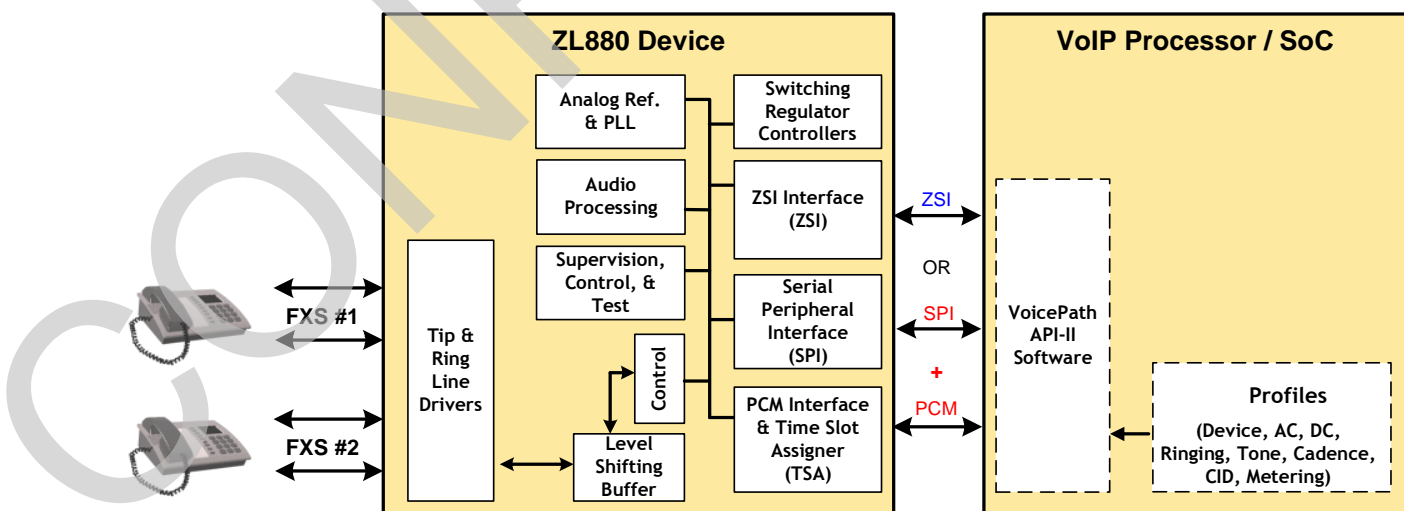 ZL880 Device
VoIP Processor / SoC
Analog Ref.
& PLL
Switching
Regulator
Controllers
Audio
Processing
ZSI Interface
(ZSI)
Supervision,
Control, &
Test
Serial
Peripheral
Interface
(SPI)
Control
PCM Interface
& Time Slot
Assigner
(TSA)
Level
Shifting
Buffer
Tip &
Ring
Line
Drivers
FXS #1
FXS #2
ZSI
OR
SPI
+
PCM
VoicePath
API-II
Software
Profiles
(Device, AC, DC,
Ringing, Tone, Cadence,
CID, Metering)